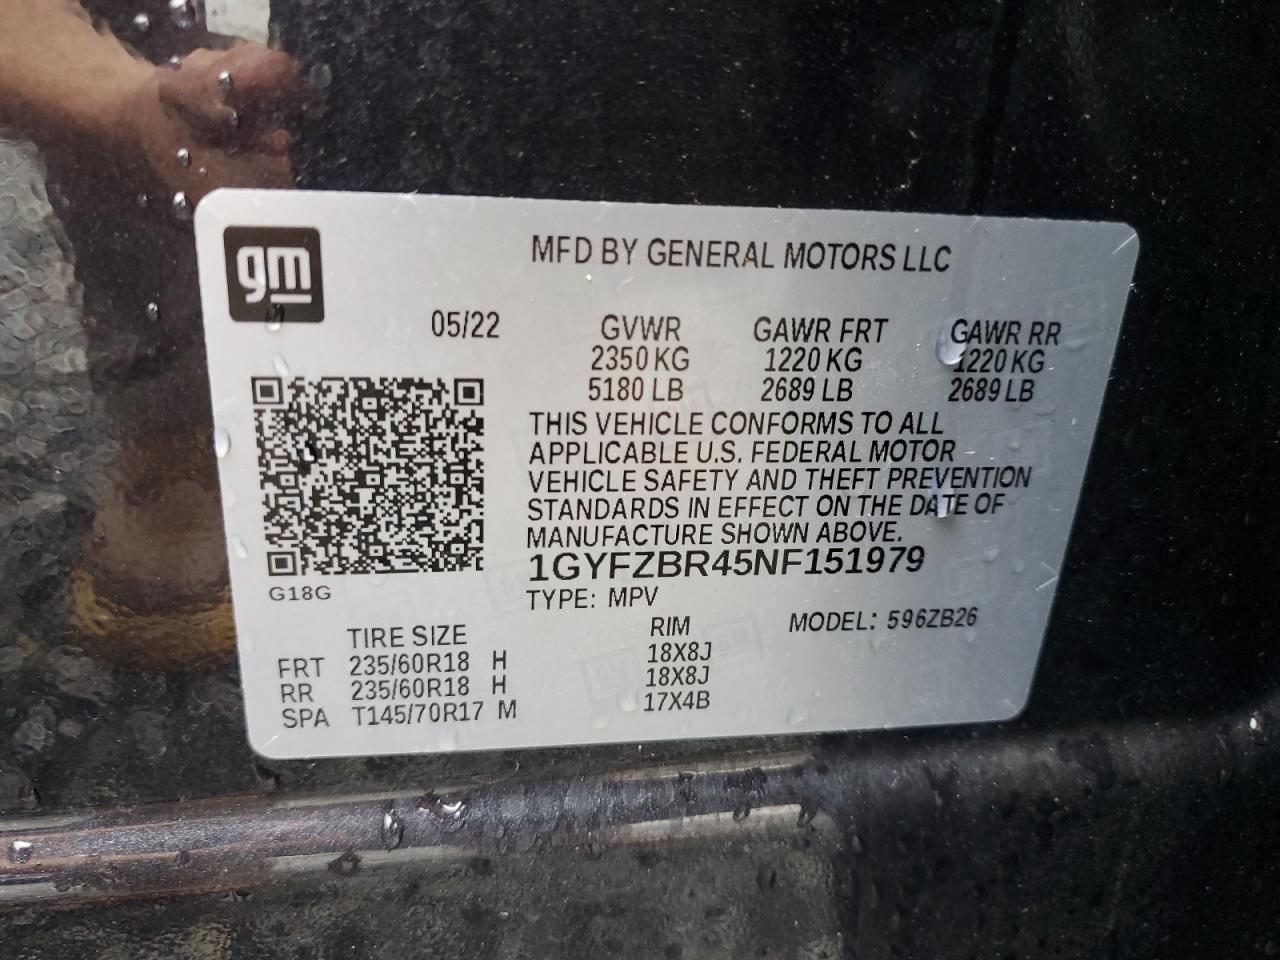 gm
MFD BY GENERAL MOTORS LLC
05/22 GVWR GAWR FRT GAWR RR
2350 KG 1220 KG 1220 KG
5180 LB 2689 LB 2689 LB
THIS VEHICLE CONFORMS TO ALL
APPLICABLE U.S. FEDERAL MOTOR
VEHICLE SAFETY AND THEFT PREVENTION
STANDARDS IN EFFECT ON THE DATE OF
MANUFACTURE SHOWN ABOVE.
1GYFZBR45NF151979
G18G
TYPE: MPV
TIRE SIZE RIM MODEL: 596ZB26
FRT 235/60R18 H 18X8J
RR 235/60R18 H 18X8J
SPA T145/70R17 M 17X4B